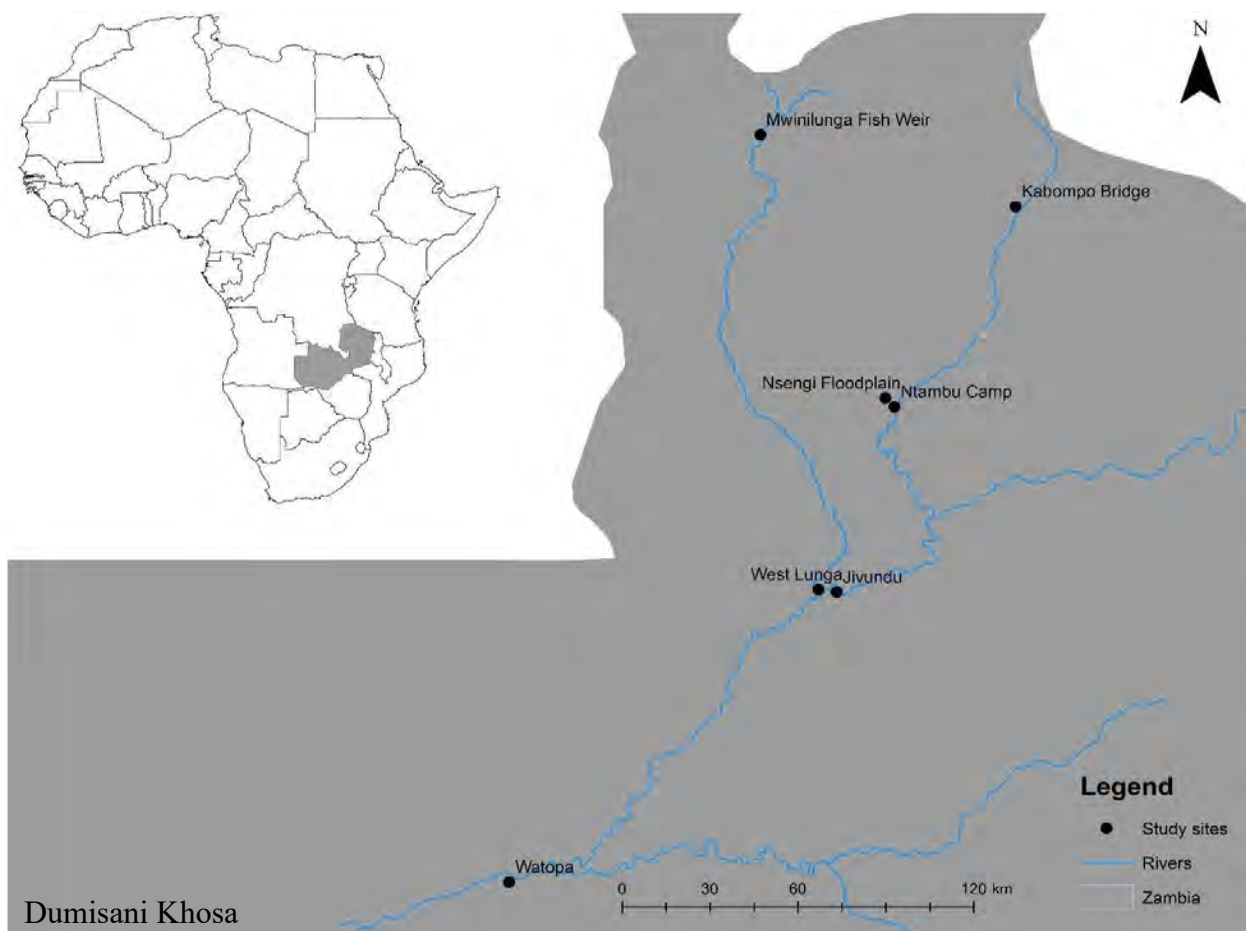 N
Mwinilunga Fish Weir
Kabompo Bridge
Nsengi Floodplain
Ntambu Camp
West Lunga
Jivundu
Watopa
Legend
Study sites
Rivers
Zambia
0 30 60 120 km
Dumisani Khosa